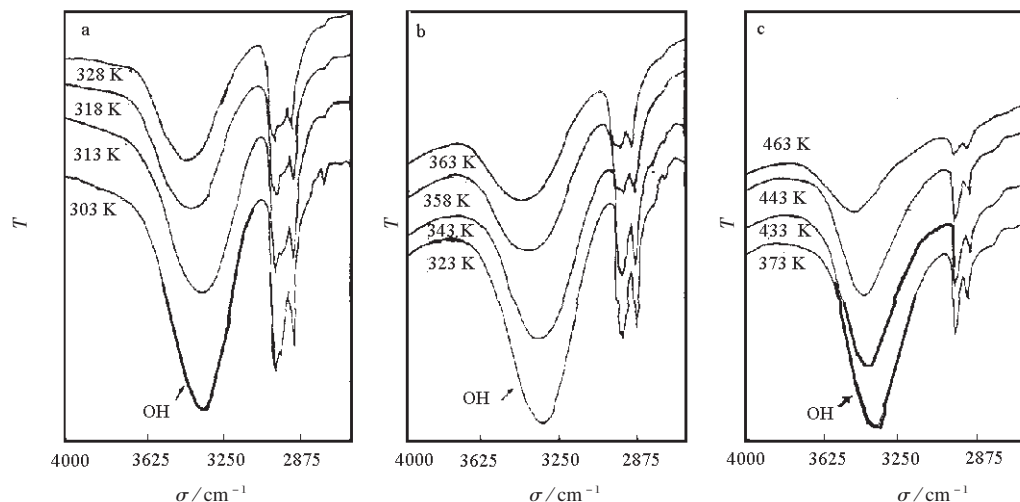 a
328 K
318 K
313 K
303 K
T
OH
4000 3625 3250 2875
σ/cm⁻¹
b
363 K
358 K
343 K
323 K
OH
4000 3625 3250 2875
σ/cm⁻¹
c
463 K
443 K
433 K
373 K
T
OH
4000 3625 3250 2875
σ/cm⁻¹